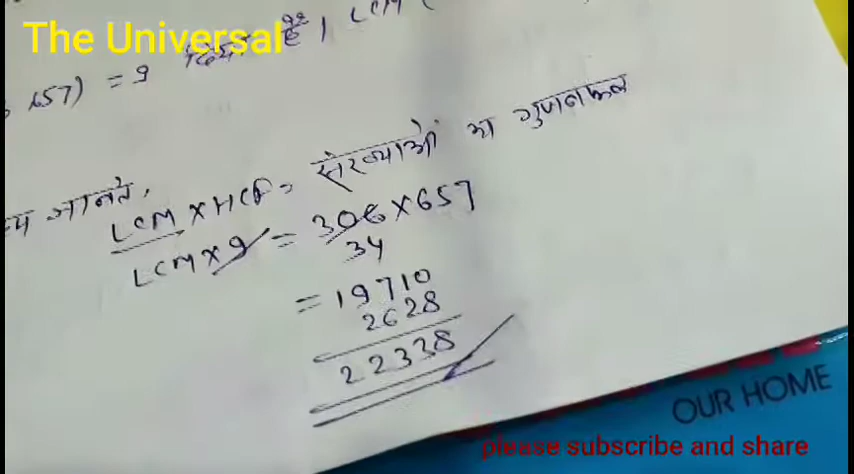 The Universal
657) = 9 दिया है। LCM (
हम जानते,
LCM x HCF = संख्याओं का गुणनफल
LCM x 9 = 306 x 657
34
= 19710
2628
22338
OUR HOME
please subscribe and share